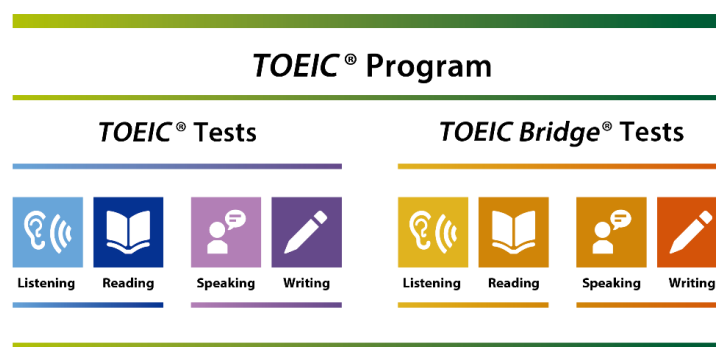 TOEIC® Program
TOEIC® Tests
TOEIC Bridge® Tests
Listening Reading Speaking Writing
Listening Reading Speaking Writing